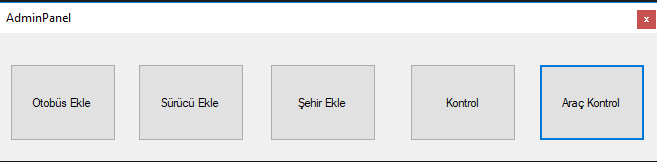 AdminPanel
x
Otobüs Ekle
Sürücü Ekle
Şehir Ekle
Kontrol
Araç Kontrol